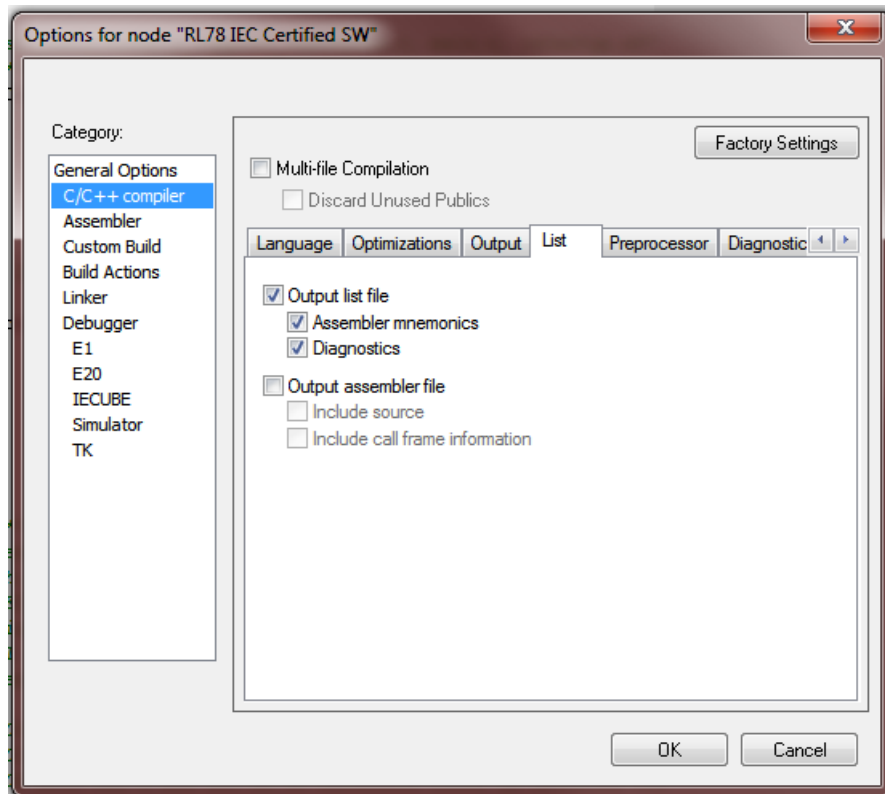 Options for node "RL78 IEC Certified SW"
Category:
General Options
C/C++ compiler
Assembler
Custom Build
Build Actions
Linker
Debugger
E1
E20
IECUBE
Simulator
TK
Factory Settings
Multi-file Compilation
Discard Unused Publics
Language Optimizations Output List Preprocessor Diagnostic
Output list file
Assembler mnemonics
Diagnostics
Output assembler file
Include source
Include call frame information
OK Cancel